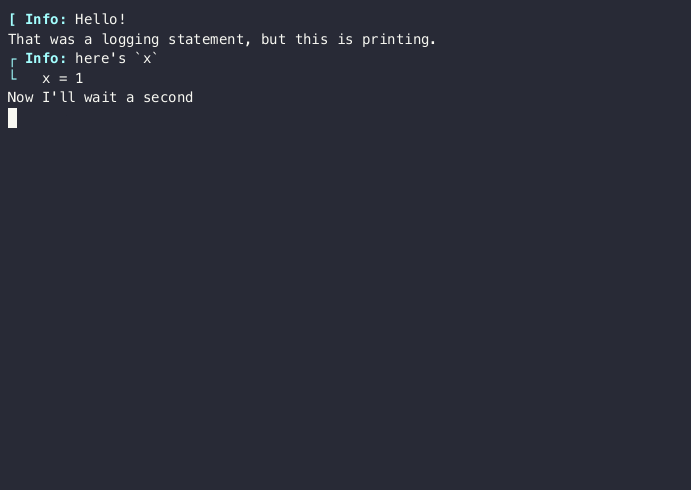 [ Info: Hello!
That was a logging statement, but this is printing.
┌ Info: here's `x`
└   x = 1
Now I'll wait a second